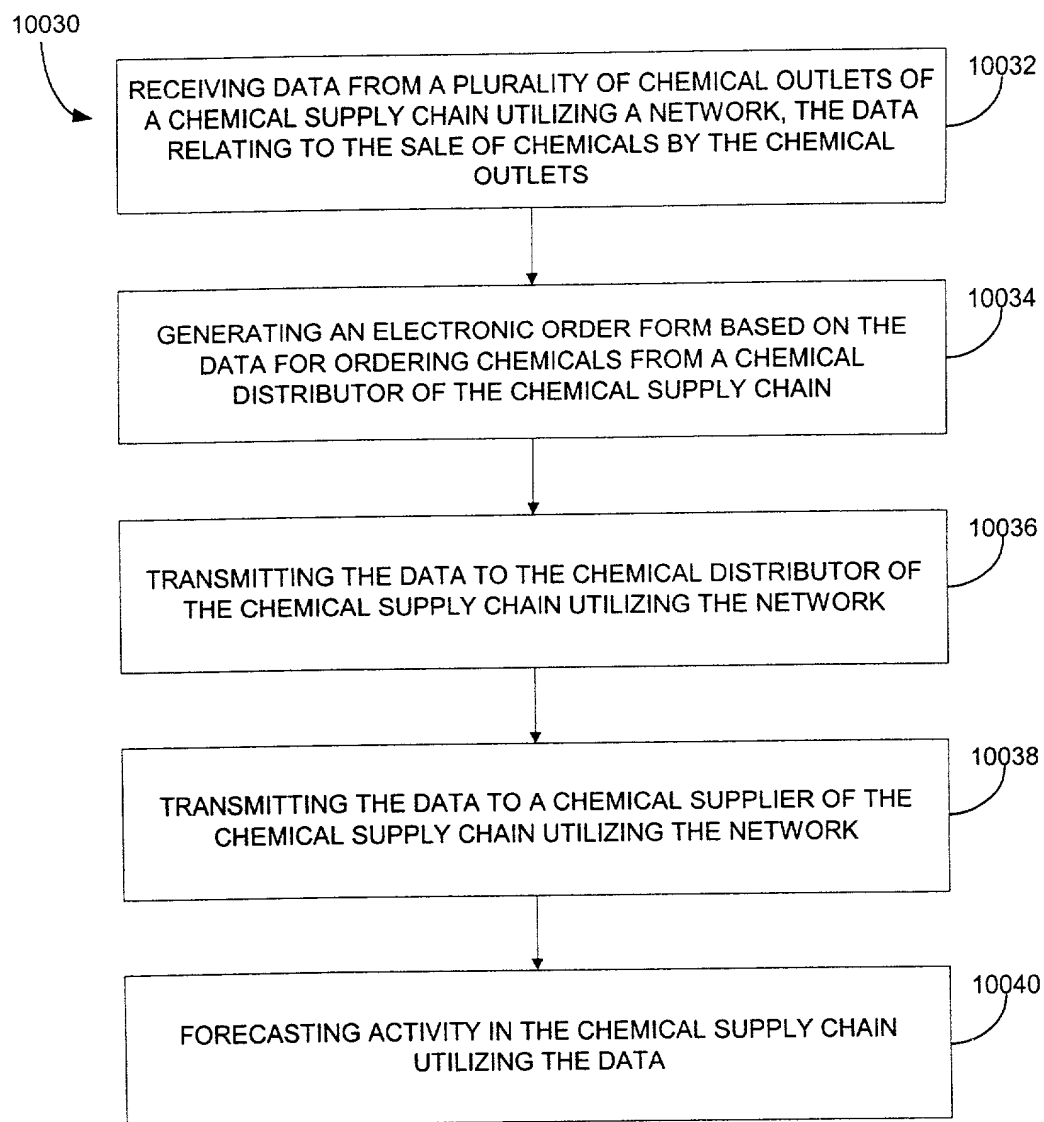 10030
10032
RECEIVING DATA FROM A PLURALITY OF CHEMICAL OUTLETS OF
A CHEMICAL SUPPLY CHAIN UTILIZING A NETWORK, THE DATA
RELATING TO THE SALE OF CHEMICALS BY THE CHEMICAL
OUTLETS
10034
GENERATING AN ELECTRONIC ORDER FORM BASED ON THE
DATA FOR ORDERING CHEMICALS FROM A CHEMICAL
DISTRIBUTOR OF THE CHEMICAL SUPPLY CHAIN
10036
TRANSMITTING THE DATA TO THE CHEMICAL DISTRIBUTOR OF
THE CHEMICAL SUPPLY CHAIN UTILIZING THE NETWORK
10038
TRANSMITTING THE DATA TO A CHEMICAL SUPPLIER OF THE
CHEMICAL SUPPLY CHAIN UTILIZING THE NETWORK
10040
FORECASTING ACTIVITY IN THE CHEMICAL SUPPLY CHAIN
UTILIZING THE DATA